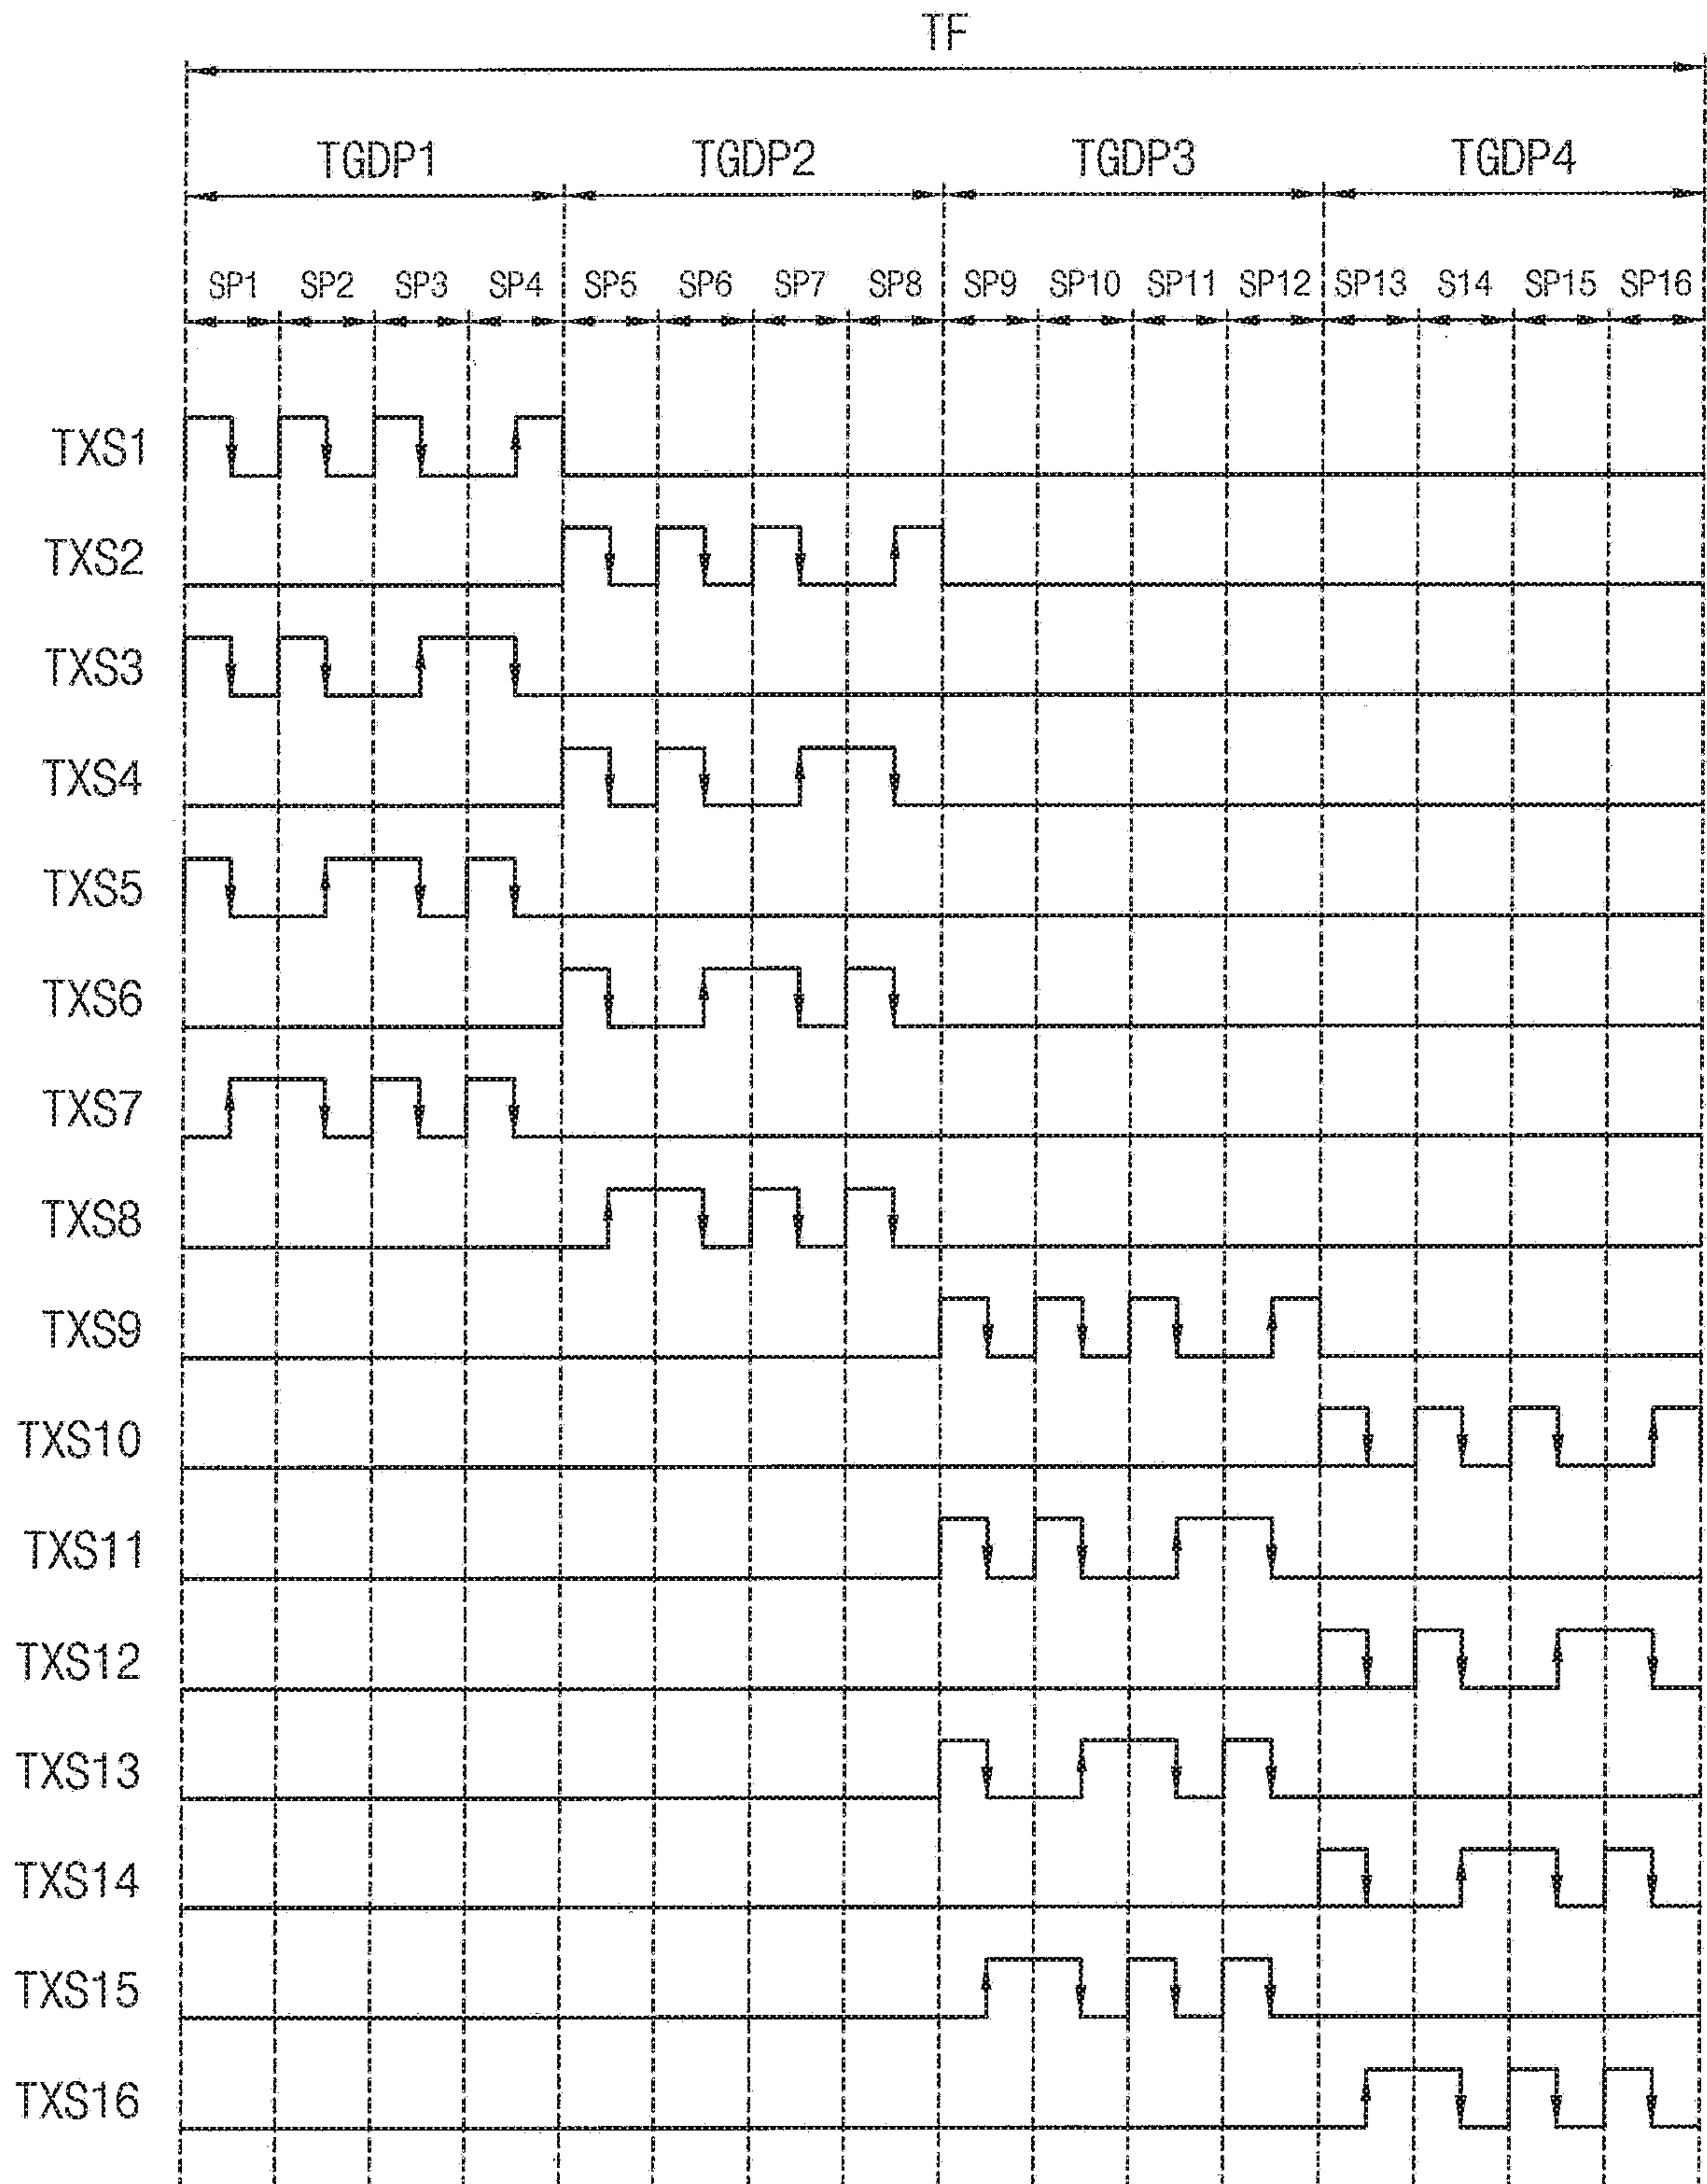 TF
TGDP1 TGDP2 TGDP3 TGDP4
SP1 SP2 SP3 SP4 SP5 SP6 SP7 SP8 SP9 SP10 SP11 SP12 SP13 S14 SP15 SP16
TXS1
TXS2
TXS3
TXS4
TXS5
TXS6
TXS7
TXS8
TXS9
TXS10
TXS11
TXS12
TXS13
TXS14
TXS15
TXS16